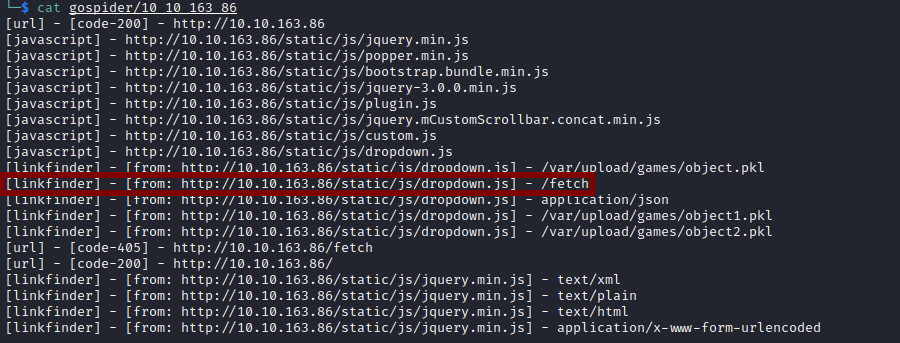 └─$ cat gospider/10_10_163_86
[url] - [code-200] - http://10.10.163.86
[javascript] - http://10.10.163.86/static/js/jquery.min.js
[javascript] - http://10.10.163.86/static/js/popper.min.js
[javascript] - http://10.10.163.86/static/js/bootstrap.bundle.min.js
[javascript] - http://10.10.163.86/static/js/jquery-3.0.0.min.js
[javascript] - http://10.10.163.86/static/js/plugin.js
[javascript] - http://10.10.163.86/static/js/jquery.mCustomScrollbar.concat.min.js
[javascript] - http://10.10.163.86/static/js/custom.js
[javascript] - http://10.10.163.86/static/js/dropdown.js
[linkfinder] - [from: http://10.10.163.86/static/js/dropdown.js] - /var/upload/games/object.pkl
[linkfinder] - [from: http://10.10.163.86/static/js/dropdown.js] - /fetch
[linkfinder] - [from: http://10.10.163.86/static/js/dropdown.js] - application/json
[linkfinder] - [from: http://10.10.163.86/static/js/dropdown.js] - /var/upload/games/object1.pkl
[linkfinder] - [from: http://10.10.163.86/static/js/dropdown.js] - /var/upload/games/object2.pkl
[url] - [code-405] - http://10.10.163.86/fetch
[url] - [code-200] - http://10.10.163.86/
[linkfinder] - [from: http://10.10.163.86/static/js/jquery.min.js] - text/xml
[linkfinder] - [from: http://10.10.163.86/static/js/jquery.min.js] - text/plain
[linkfinder] - [from: http://10.10.163.86/static/js/jquery.min.js] - text/html
[linkfinder] - [from: http://10.10.163.86/static/js/jquery.min.js] - application/x-www-form-urlencoded